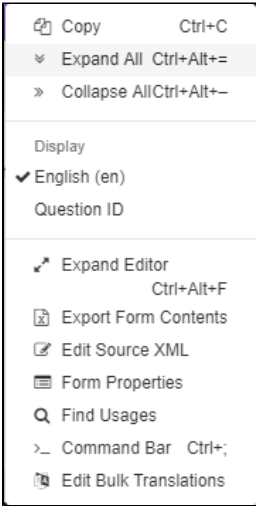 Copy Ctrl+C
Expand All Ctrl+Alt+=
Collapse AllCtrl+Alt+–
Display
English (en)
Question ID
Expand Editor
Ctrl+Alt+F
Export Form Contents
Edit Source XML
Form Properties
Find Usages
Command Bar Ctrl+;
Edit Bulk Translations